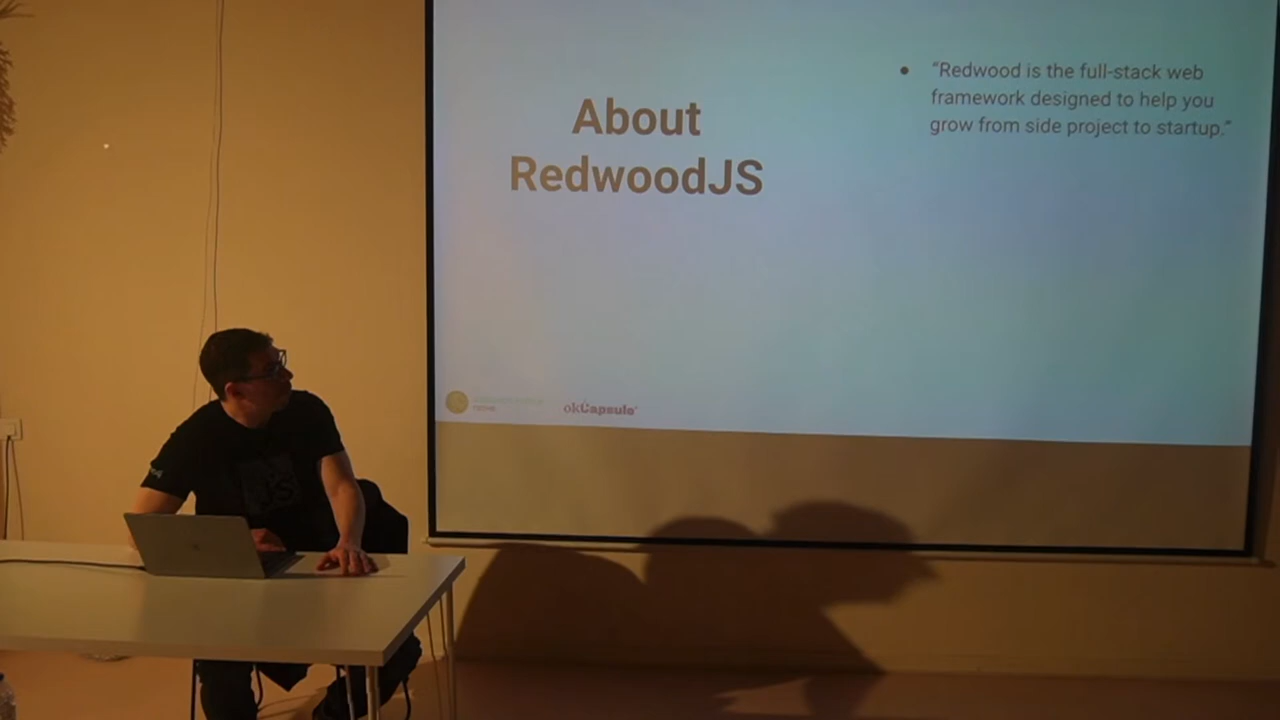 About
RedwoodJS
● “Redwood is the full-stack web
framework designed to help you
grow from side project to startup.”
okCapsule
JS